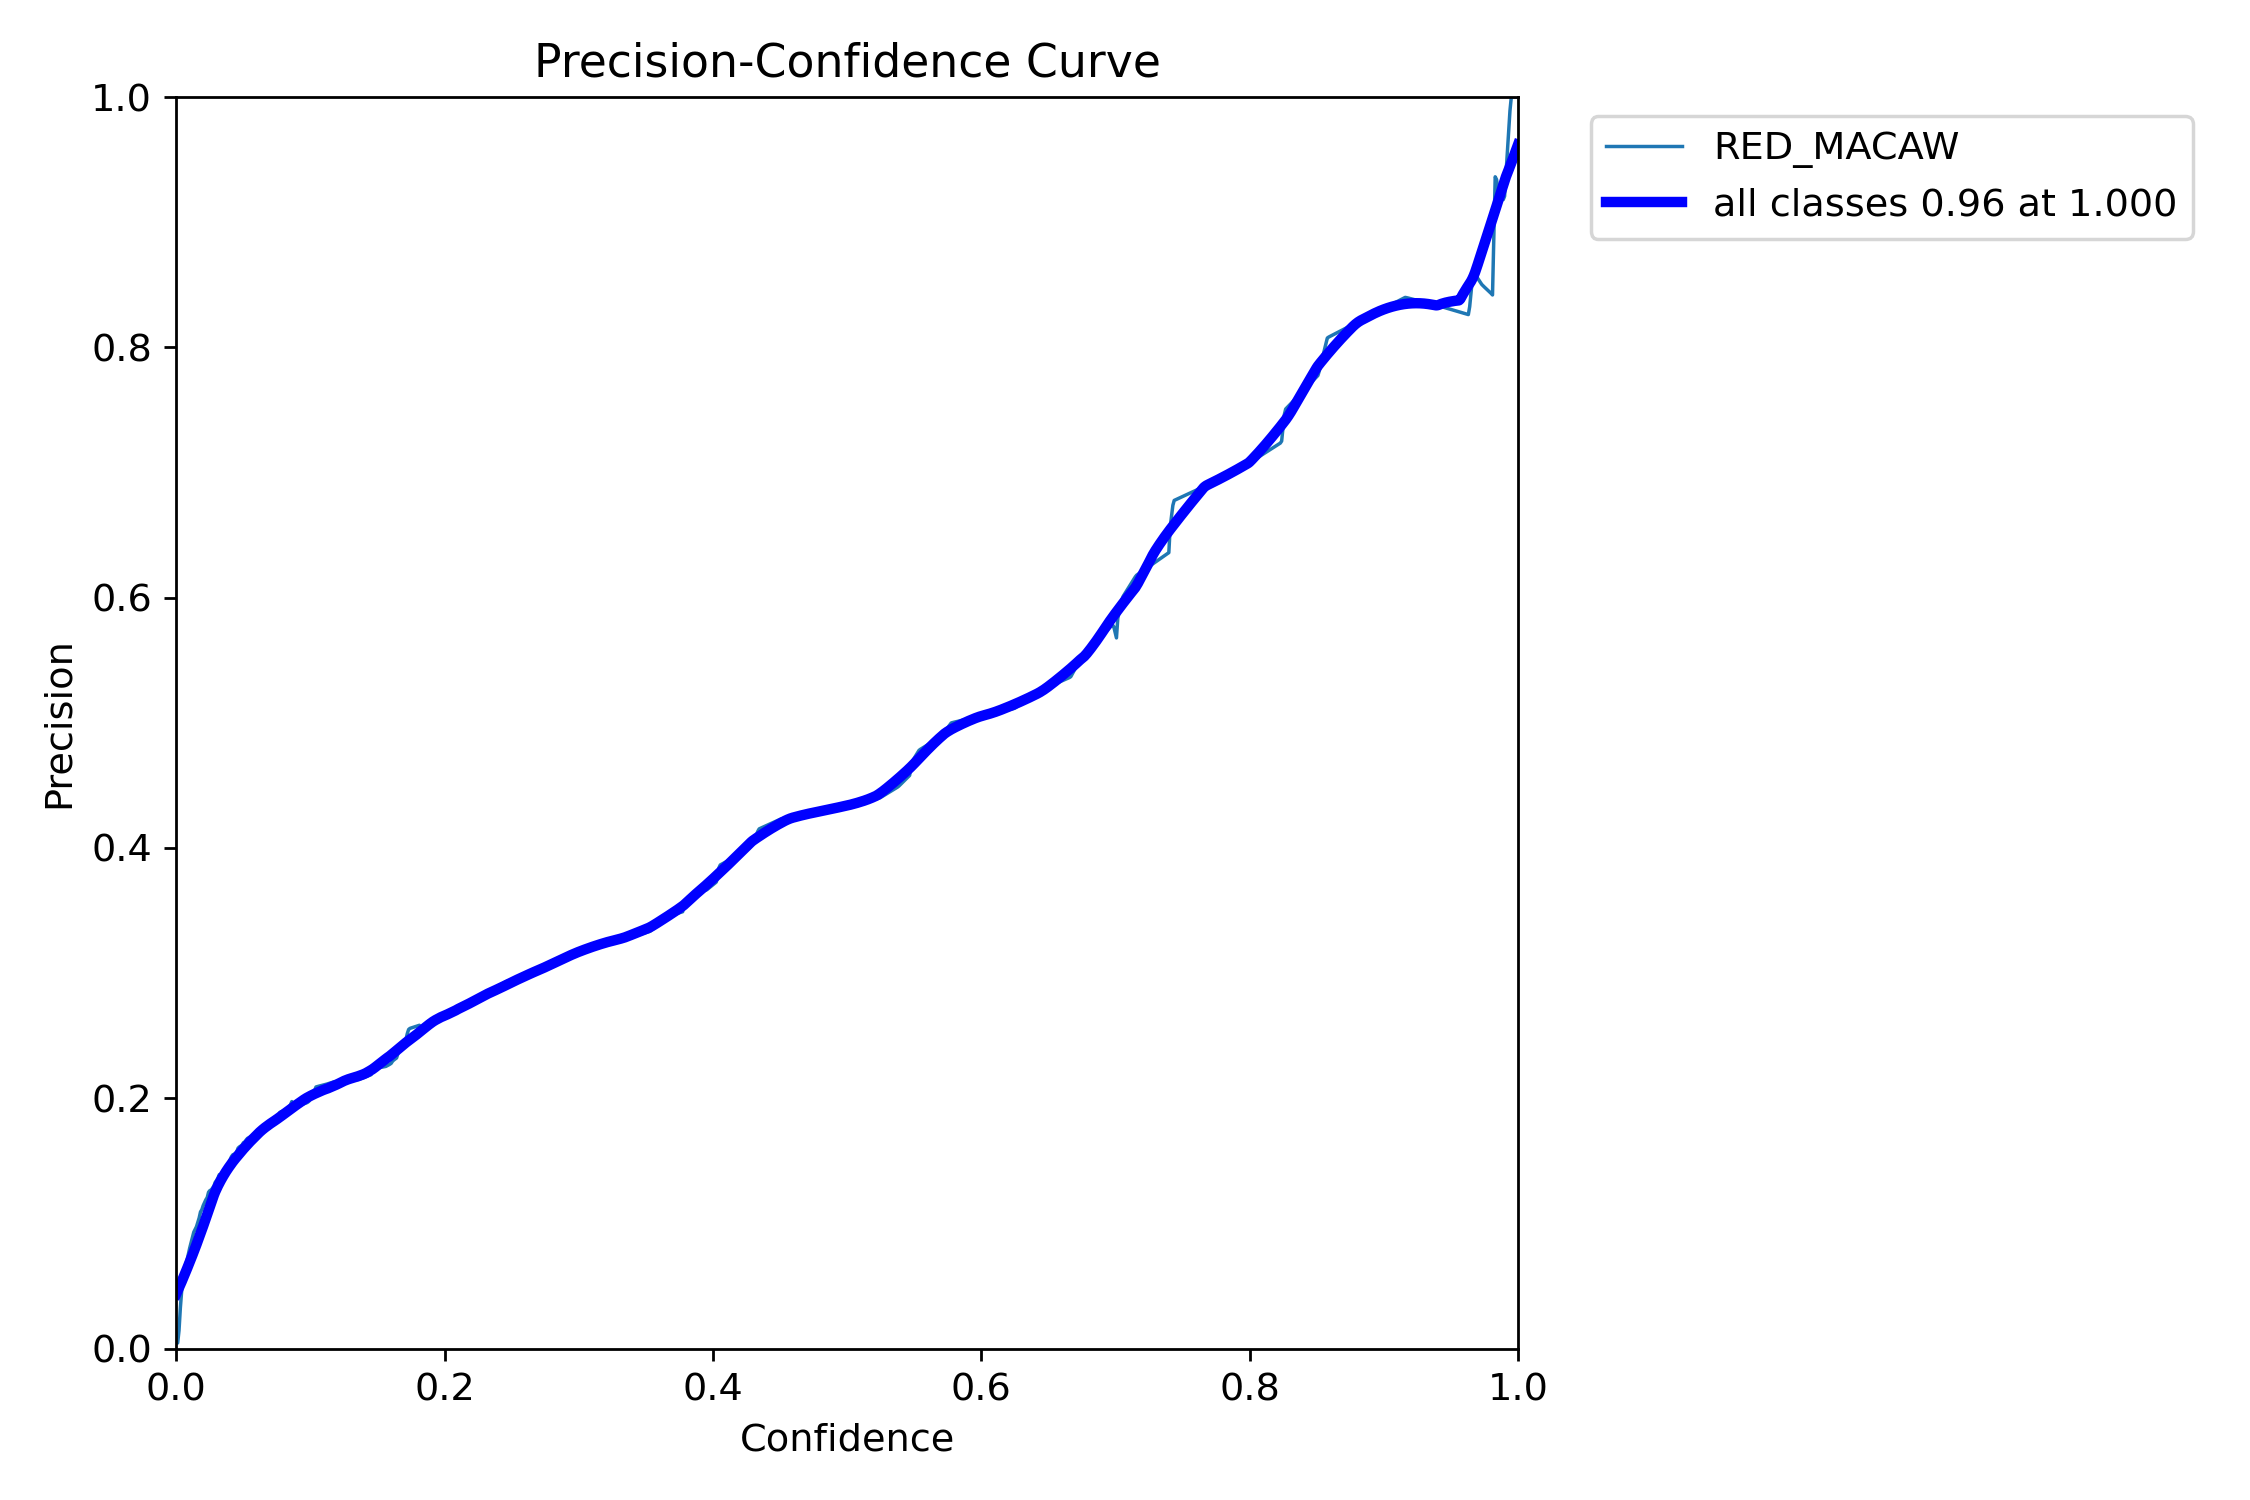 Precision-Confidence Curve
RED_MACAW
all classes 0.96 at 1.000
Precision
1.0
0.8
0.6
0.4
0.2
0.0
0.0 0.2 0.4 0.6 0.8 1.0
Confidence